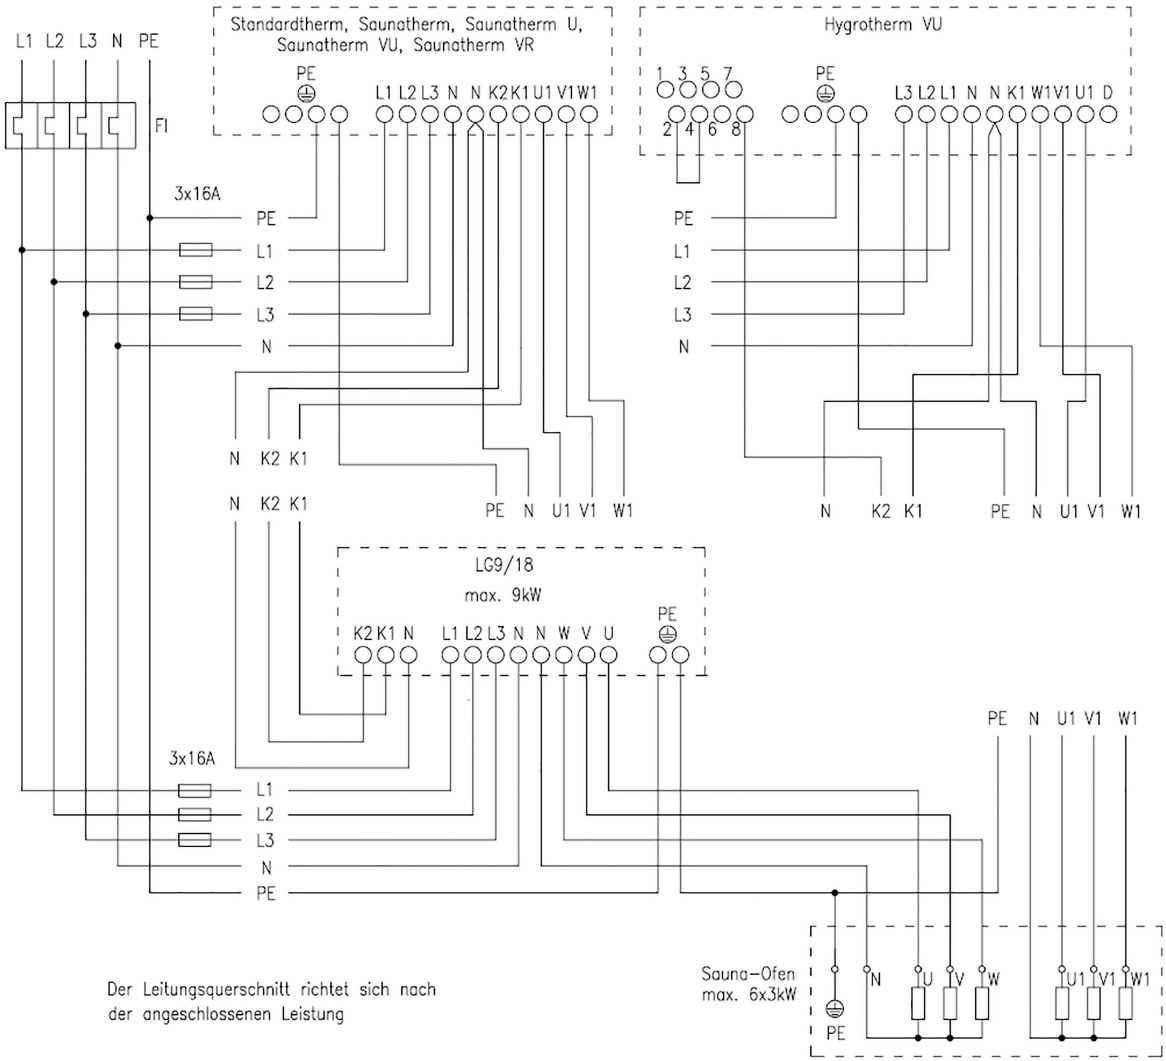 Standardtherm, Saunatherm, Saunatherm U,
Saunatherm VU, Saunatherm VR
Hygrotherm VU
L1 L2 L3 N PE
PE
1 3 5 7
PE
L1 L2 L3 N N K2 K1 U1 V1 W1
L3 L2 L1 N N K1 W1 V1 U1 D
FI
2 4 6 8
3x16A
PE
PE
L1
L1
L2
L2
L3
L3
N
N
N K2 K1
N K2 K1
PE N U1 V1 W1
N K2 K1 PE N U1 V1 W1
LG9/18
max. 9kW
PE
K2 K1 N L1 L2 L3 N N W V U
PE N U1 V1 W1
3x16A
L1
L2
L3
N
PE
Sauna-Ofen
max. 6x3kW
N U V W U1 V1 W1
PE
Der Leitungsquerschnitt richtet sich nach
der angeschlossenen Leistung